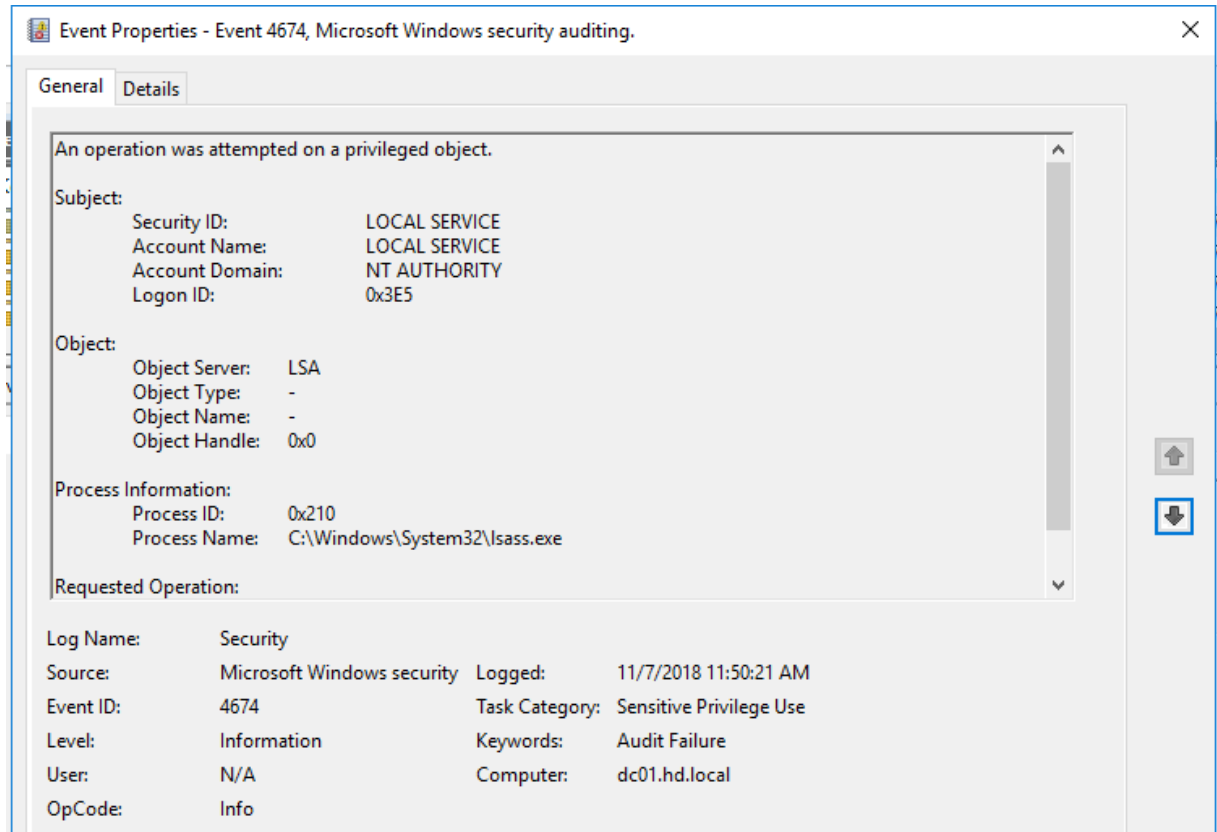 Event Properties - Event 4674, Microsoft Windows security auditing.
General Details
An operation was attempted on a privileged object.
Subject:
Security ID: LOCAL SERVICE
Account Name: LOCAL SERVICE
Account Domain: NT AUTHORITY
Logon ID: 0x3E5
Object:
Object Server: LSA
Object Type: -
Object Name: -
Object Handle: 0x0
Process Information:
Process ID: 0x210
Process Name: C:\Windows\System32\lsass.exe
Requested Operation:
Log Name: Security
Source: Microsoft Windows security Logged: 11/7/2018 11:50:21 AM
Event ID: 4674 Task Category: Sensitive Privilege Use
Level: Information Keywords: Audit Failure
User: N/A Computer: dc01.hd.local
OpCode: Info